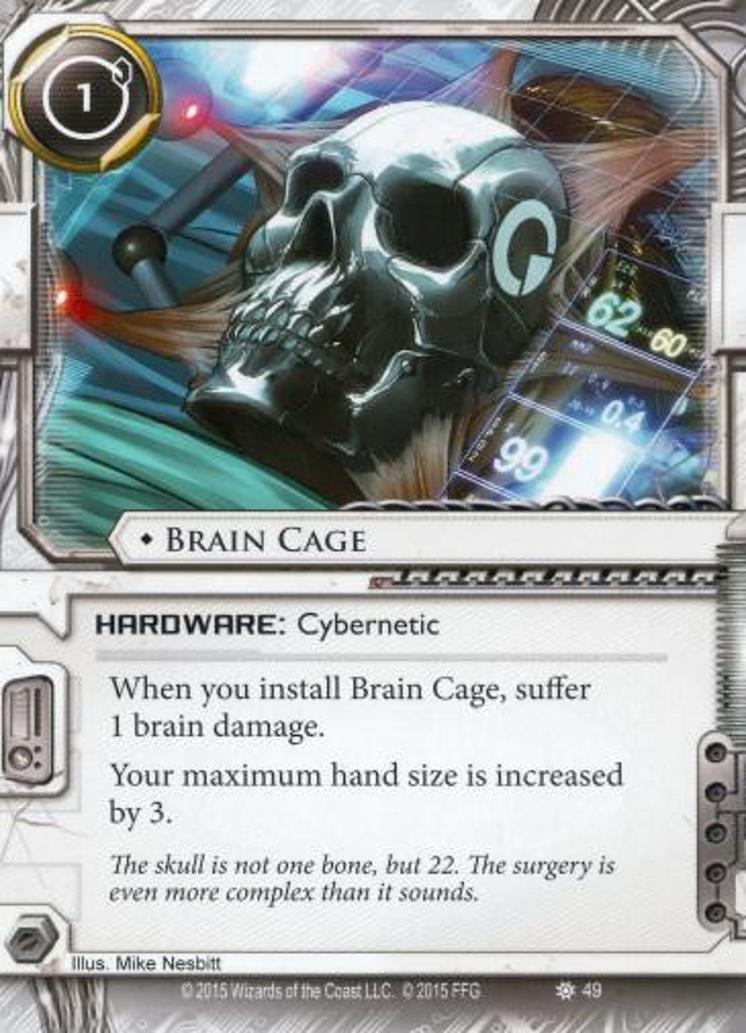 1
G
62
60
0.4
99
◆ BRAIN CAGE
HARDWARE: Cybernetic
When you install Brain Cage, suffer
1 brain damage.
Your maximum hand size is increased
by 3.
The skull is not one bone, but 22. The surgery is
even more complex than it sounds.
Illus. Mike Nesbitt
© 2015 Wizards of the Coast LLC. © 2015 FFG 49